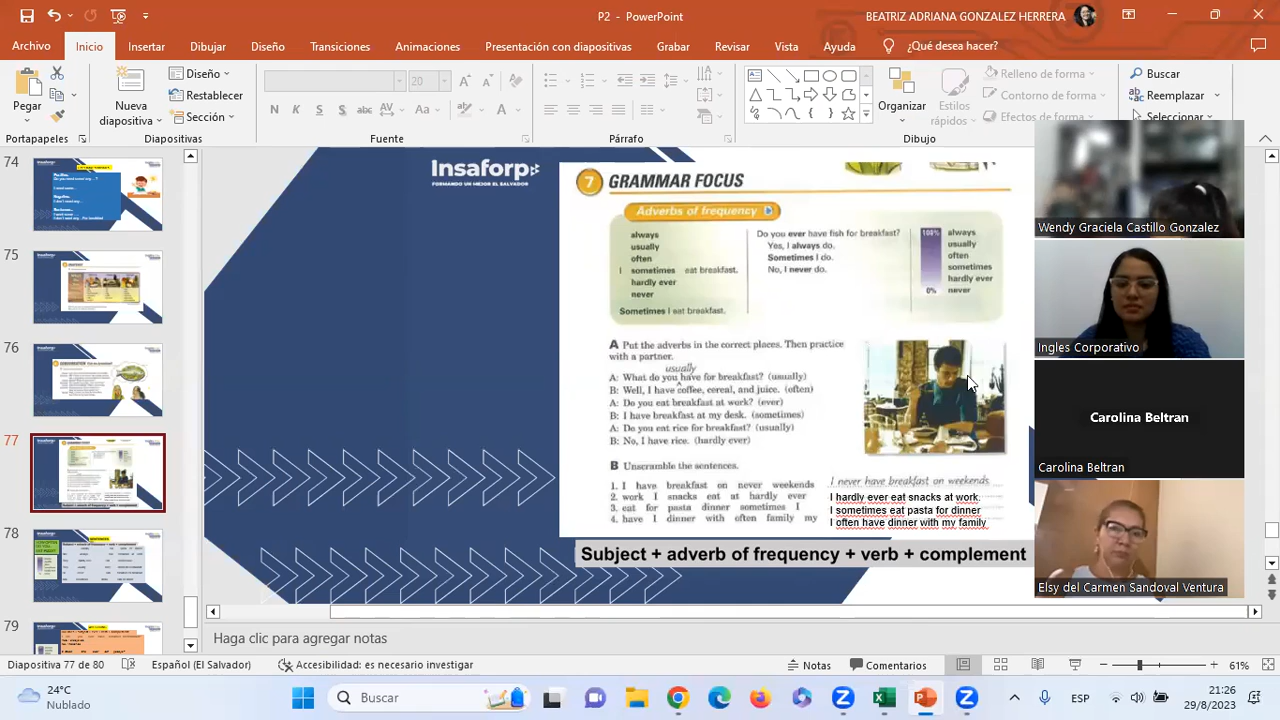 P2 - PowerPoint
BEATRIZ ADRIANA GONZALEZ HERRERA
Archivo
Inicio
Insertar
Dibujar
Diseño
Transiciones
Animaciones
Presentación con diapositivas
Grabar
Revisar
Vista
Ayuda
¿Qué desea hacer?
Pegar
Nueva
diapositiva
Diseño
Restablecer
Sección
20
N K S S abc AV Aa A
Organizar
Estilos
rápidos
Relleno de forma
Contorno de forma
Efectos de forma
Buscar
Reemplazar
Seleccionar
Portapapeles
Diapositivas
Fuente
Párrafo
Dibujo
74
75
76
77
78
79
Insaforp
FORMANDO UN MEJOR EL SALVADOR
7 GRAMMAR FOCUS
Adverbs of frequency
always
usually
often
I sometimes eat breakfast.
hardly ever
never
Sometimes I eat breakfast.
Do you ever have fish for breakfast?
Yes, I always do.
Sometimes I do.
No, I never do.
100% always
usually
often
sometimes
hardly ever
0% never
A Put the adverbs in the correct places. Then practice
with a partner.
usually
A: What do you have for breakfast? (usually)
B: Well, I have coffee, cereal, and juice. (often)
A: Do you eat breakfast at work? (ever)
B: I have breakfast at my desk. (sometimes)
A: Do you eat rice for breakfast? (usually)
B: No, I have rice. (hardly ever)
B Unscramble the sentences.
1. I have breakfast on never weekends
2. work I snacks eat at hardly ever
3. eat for pasta dinner sometimes I
4. have I dinner with often family my
I never have breakfast on weekends
I hardly ever eat snacks at work.
I sometimes eat pasta for dinner
I often have dinner with my family
Subject + adverb of frequency + verb + complement
Wendy Graciela Castillo Gonzalez
Ingles Corporativo
Carolina Beltran
Carolina Beltran
Elsy del Carmen Sandoval Ventura
Haga clic para agregar notas
Diapositiva 77 de 80
Español (El Salvador)
Accesibilidad: es necesario investigar
Notas
Comentarios
61%
24°C
Nublado
Buscar
ESP
21:26
29/8/2023